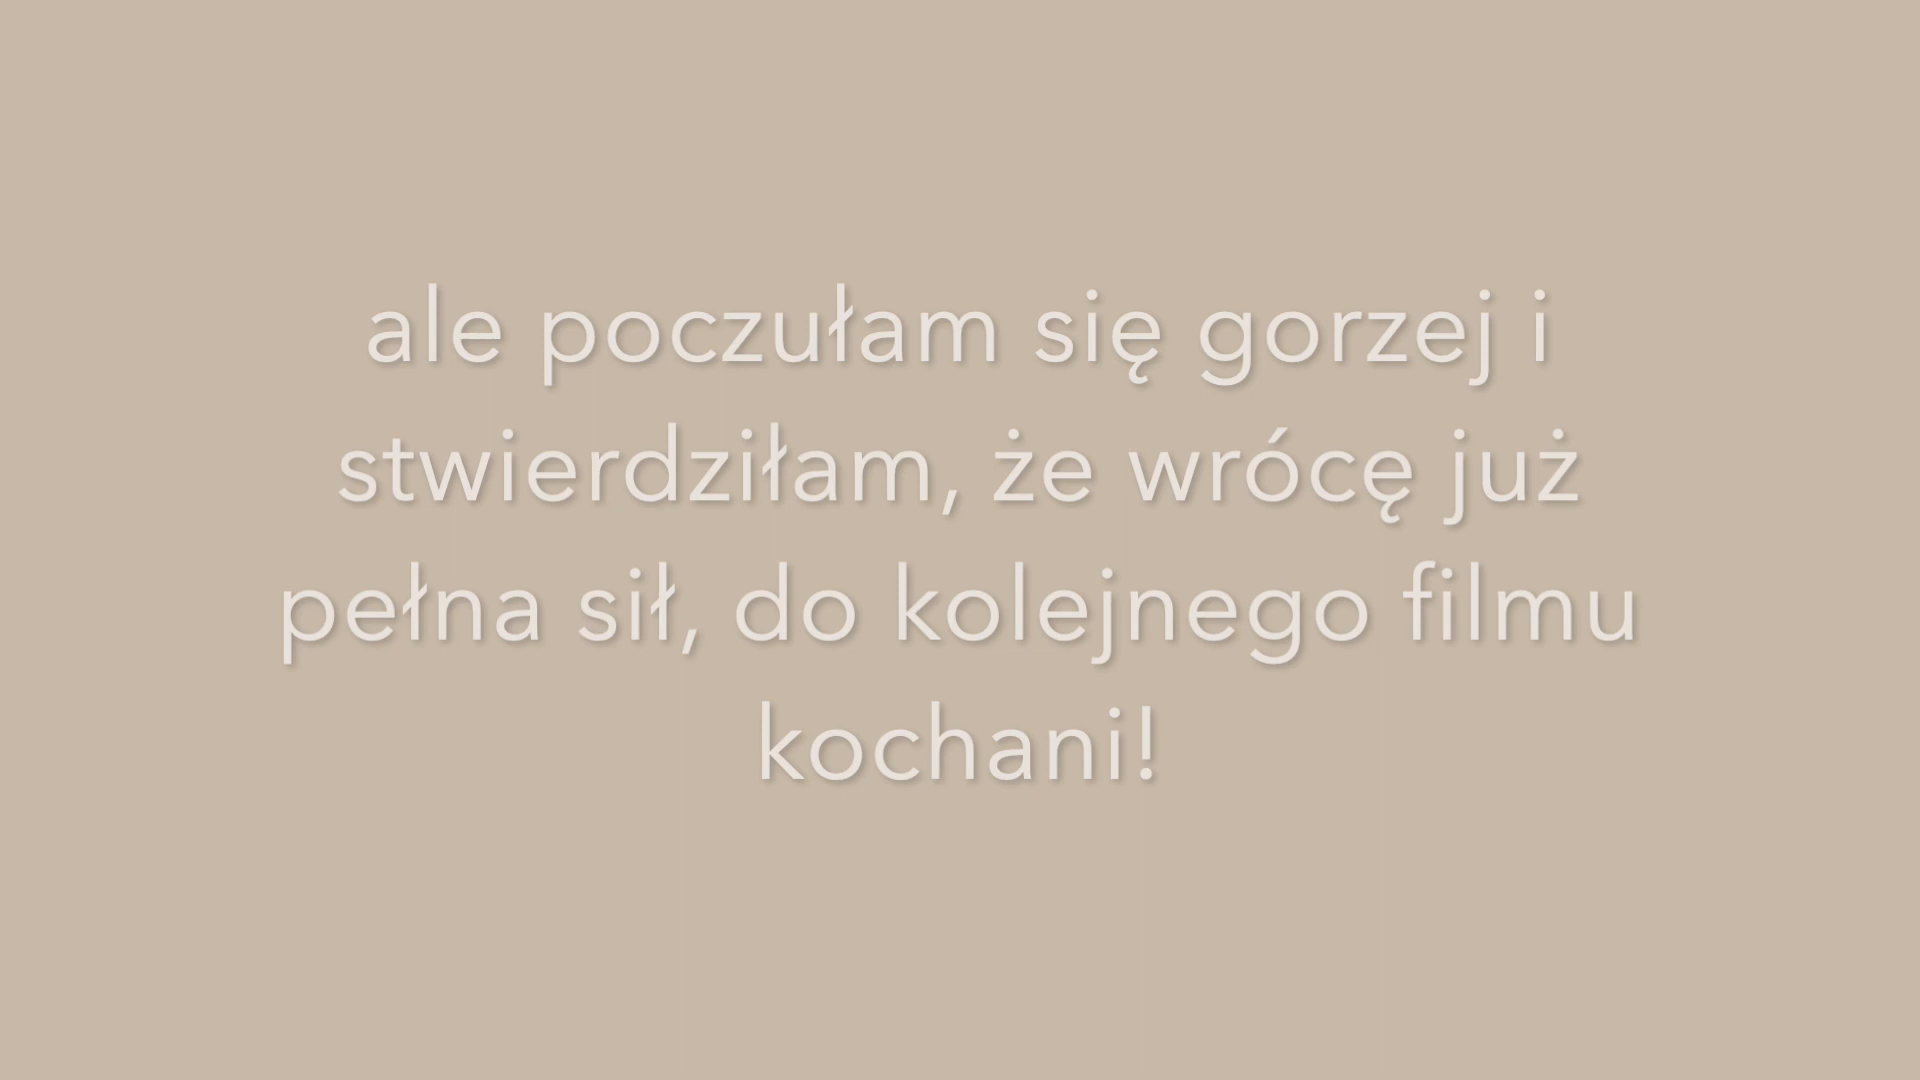 ale poczułam się gorzej i
stwierdziłam, że wrócę już
pełna sił, do kolejnego filmu
kochani!